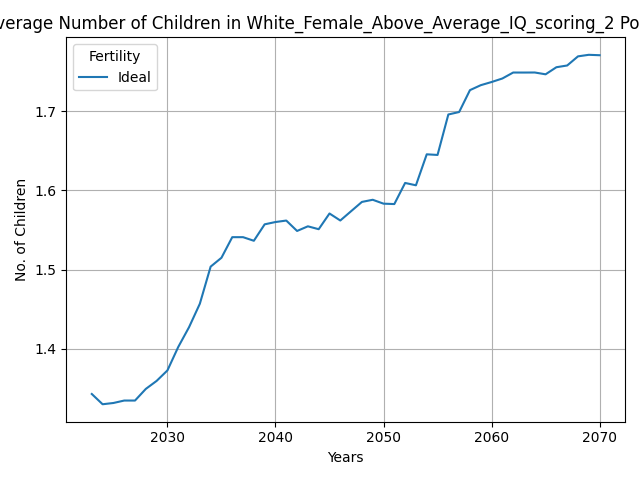 verage Number of Children in White_Female_Above_Average_IQ_scoring_2 Po
Fertility
Ideal
1.7
1.6
1.5
1.4
No. of Children
2030 2040 2050 2060 2070
Years